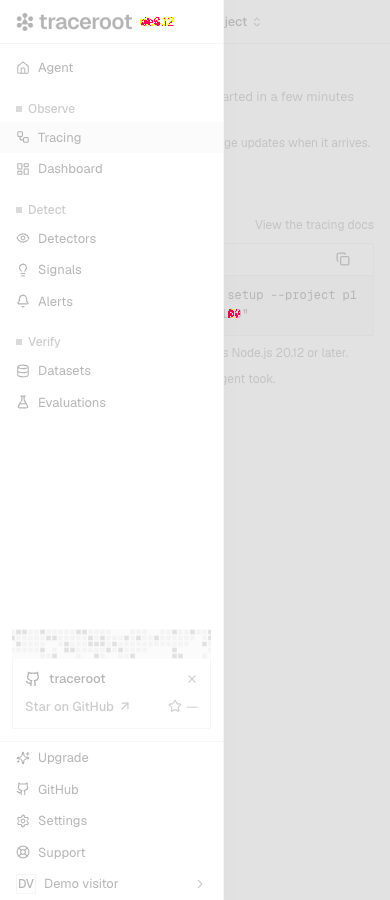 traceroot
ject
Agent
arted in a few minutes
Observe
Tracing
ge updates when it arrives.
Dashboard
Detect
View the tracing docs
Detectors
Signals
setup --project p1
Alerts
Verify
s Node.js 20.12 or later.
Datasets
gent took.
Evaluations
traceroot
Star on GitHub
—
Upgrade
GitHub
Settings
Support
DV Demo visitor